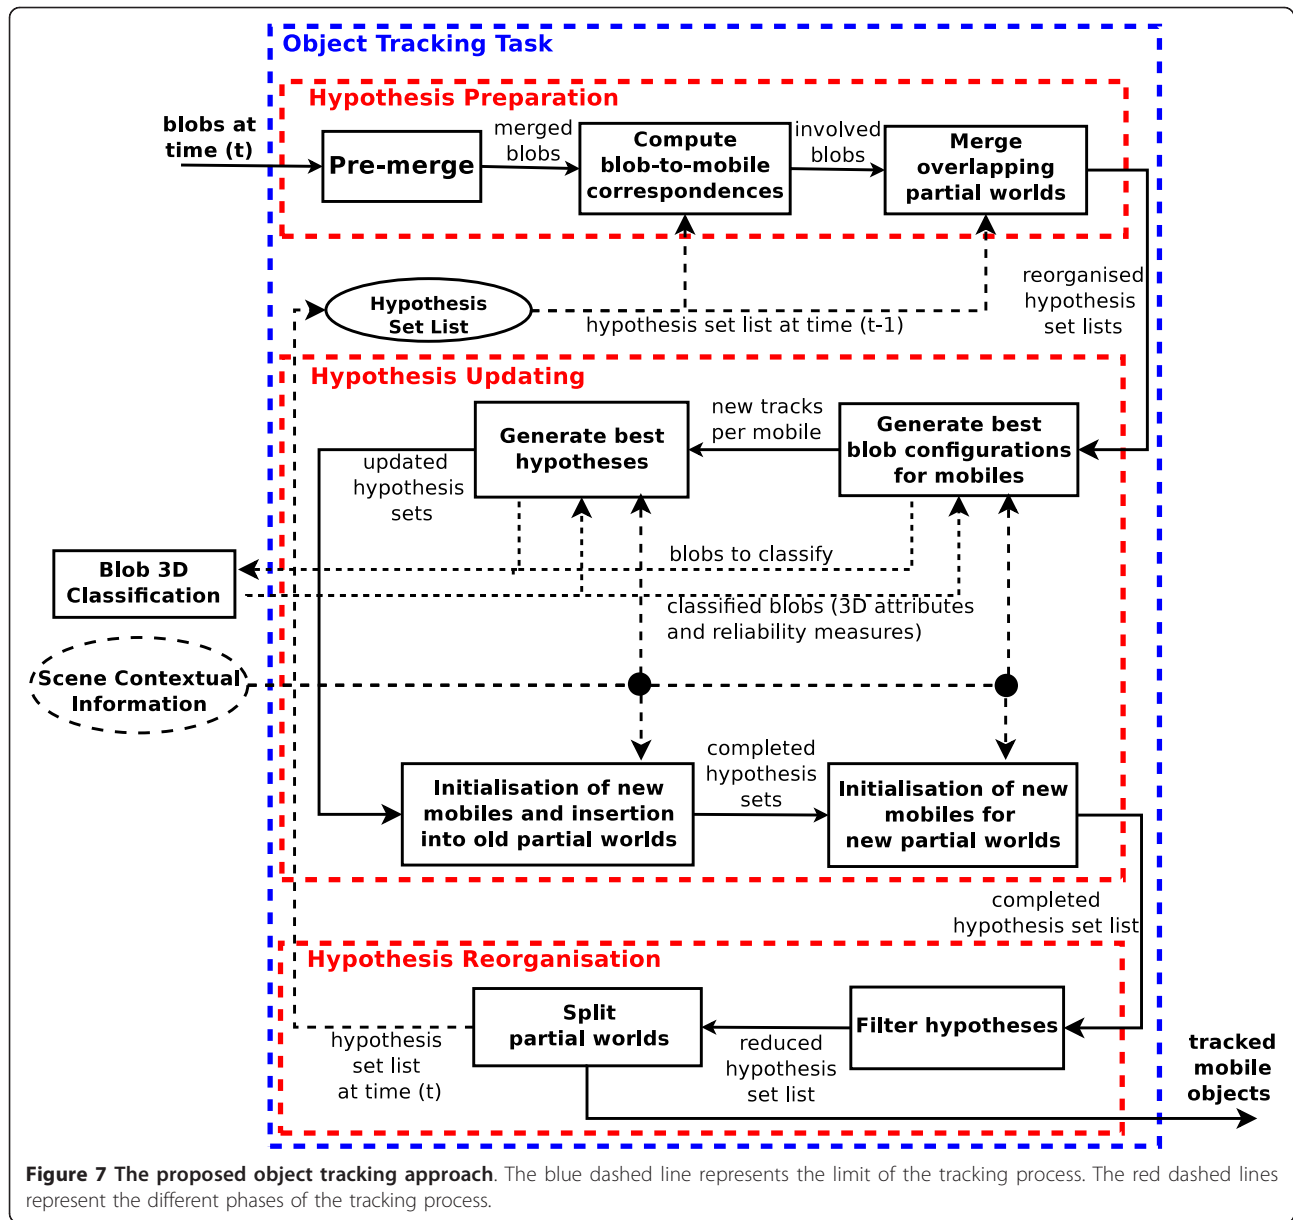 Object Tracking Task
Hypothesis Preparation
blobs at
time (t)
Pre-merge
merged
blobs
Compute
blob-to-mobile
correspondences
involved
blobs
Merge
overlapping
partial worlds
reorganised
hypothesis
set lists
Hypothesis
Set List
hypothesis set list at time (t-1)
Hypothesis Updating
Generate best
hypotheses
new tracks
per mobile
Generate best
blob configurations
for mobiles
updated
hypothesis
sets
blobs to classify
Blob 3D
Classification
classified blobs (3D attributes
and reliability measures)
Scene Contextual
Information
Initialisation of new
mobiles and insertion
into old partial worlds
completed
hypothesis
sets
Initialisation of new
mobiles for
new partial worlds
completed
hypothesis set list
Hypothesis Reorganisation
Split
partial worlds
Filter hypotheses
hypothesis
set list
at time (t)
reduced
hypothesis
set list
tracked
mobile
objects
Figure 7 The proposed object tracking approach. The blue dashed line represents the limit of the tracking process. The red dashed lines
represent the different phases of the tracking process.